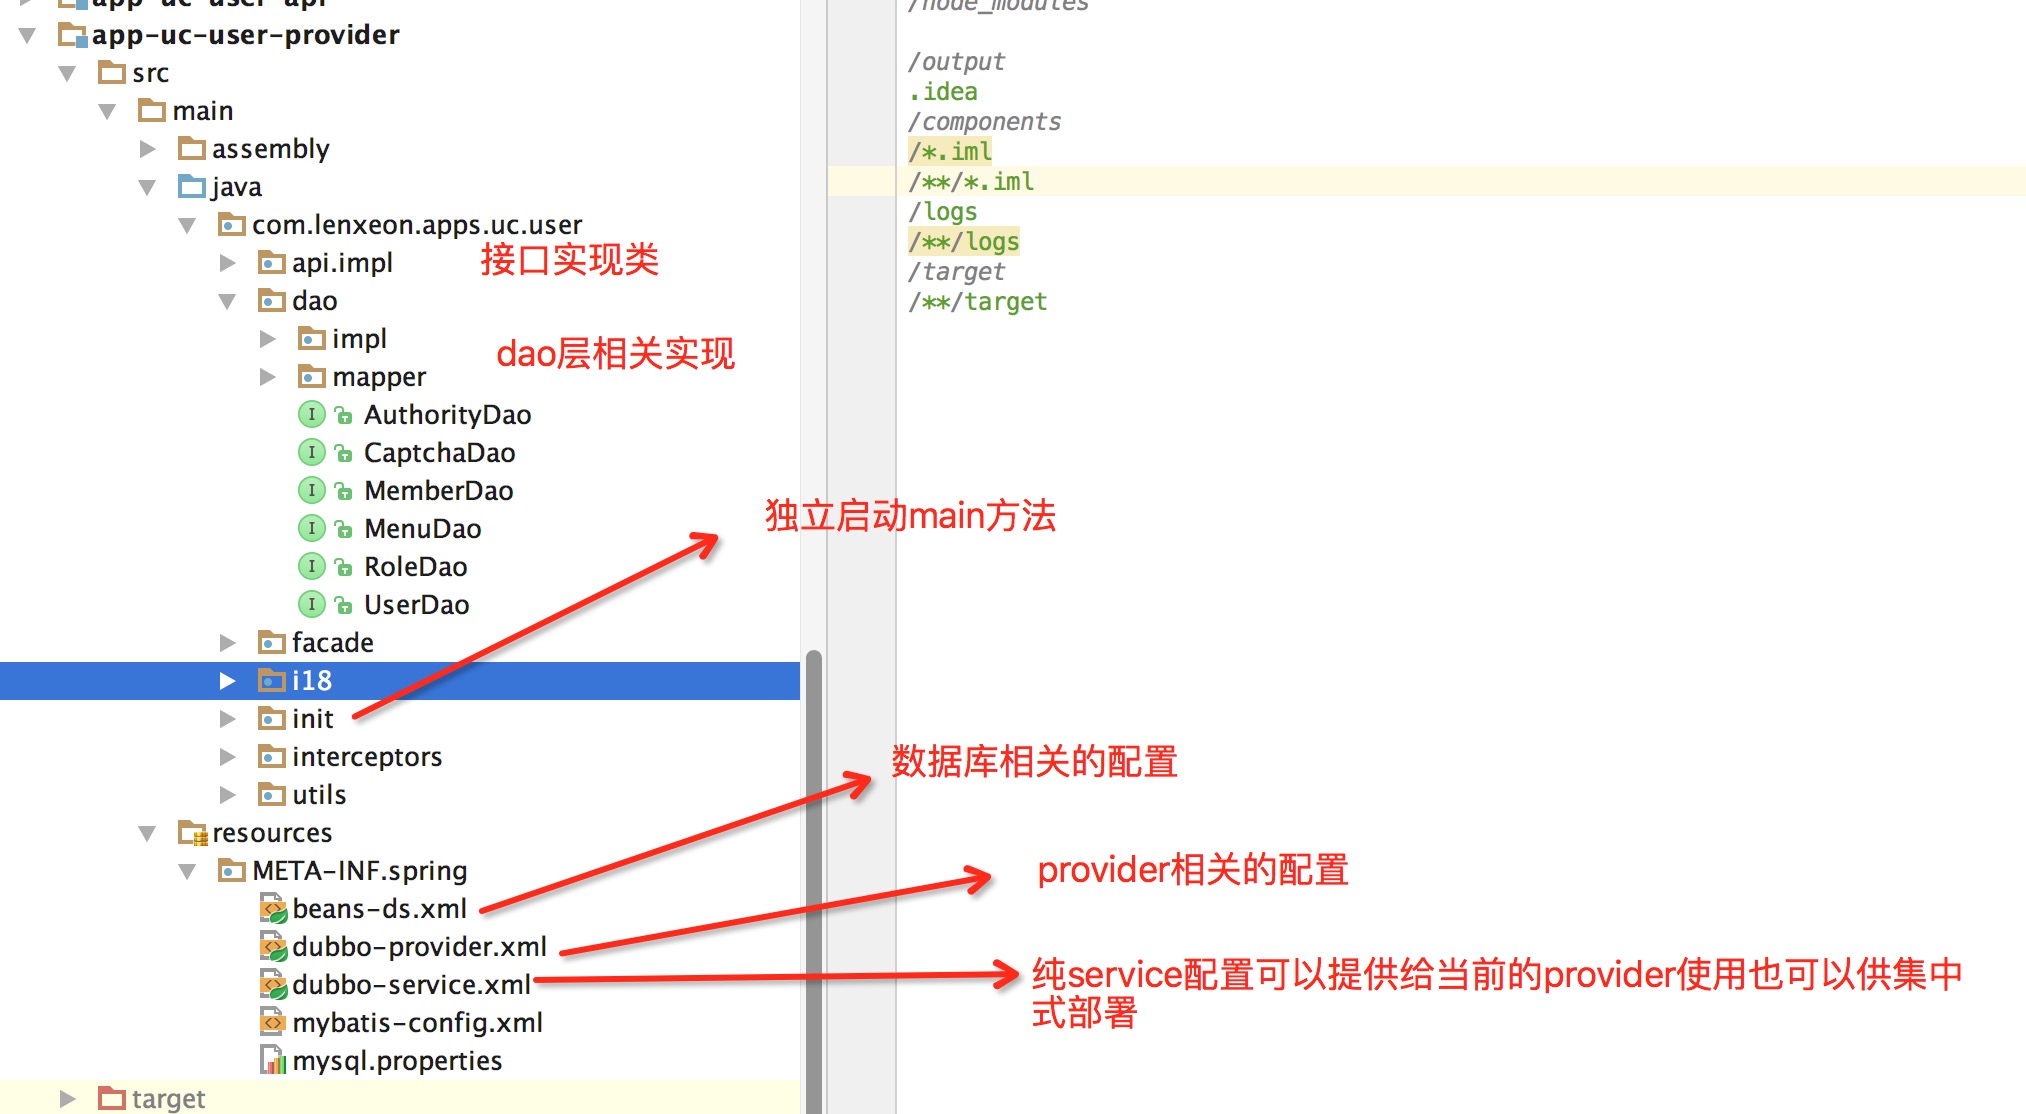 app-uc-user-api
app-uc-user-provider
src
main
assembly
java
com.lenxeon.apps.uc.user
api.impl
接口实现类
dao
impl
dao层相关实现
mapper
AuthorityDao
CaptchaDao
MemberDao
MenuDao
RoleDao
UserDao
facade
i18
init
interceptors
utils
resources
META-INF.spring
beans-ds.xml
dubbo-provider.xml
dubbo-service.xml
mybatis-config.xml
mysql.properties
target
/node_modules
/output
.idea
/components
/*.iml
/**/*.iml
/logs
/**/logs
/target
/**/target
独立启动main方法
数据库相关的配置
provider相关的配置
纯service配置可以提供给当前的provider使用也可以供集中
式部署